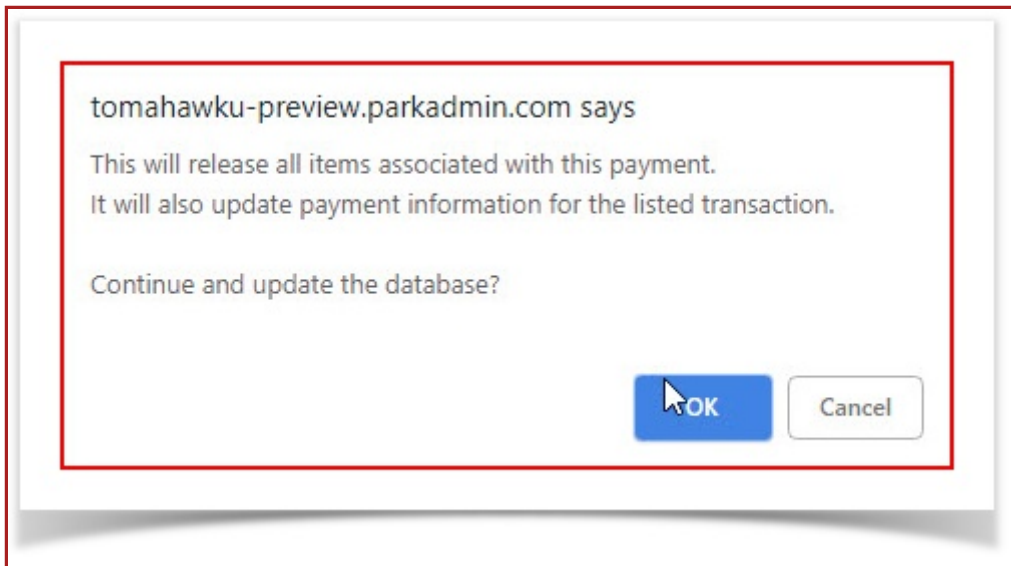 tomahawku-preview.parkadmin.com says
This will release all items associated with this payment.
It will also update payment information for the listed transaction.
Continue and update the database?
OK Cancel